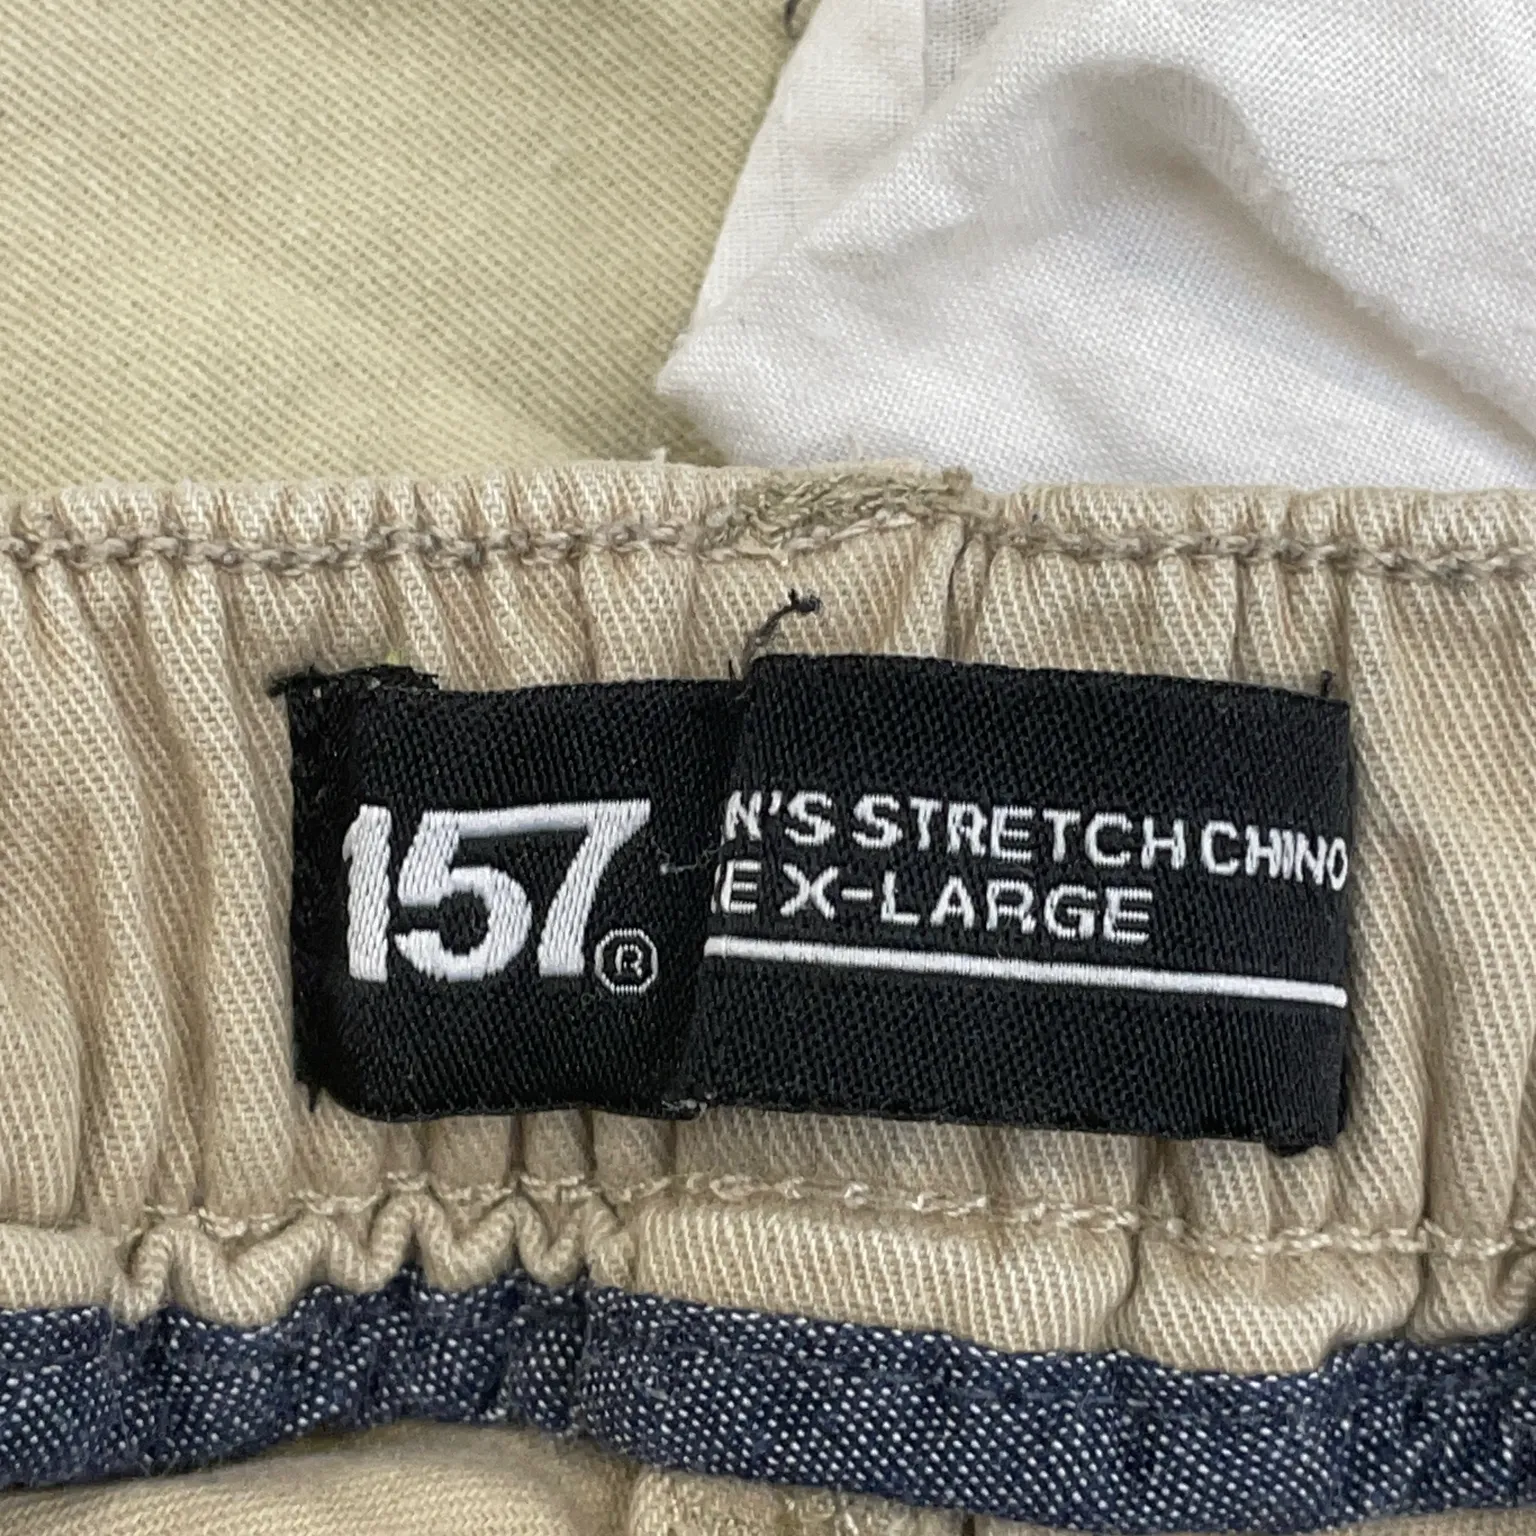 157®
N'S STRETCH CHINO
E X-LARGE